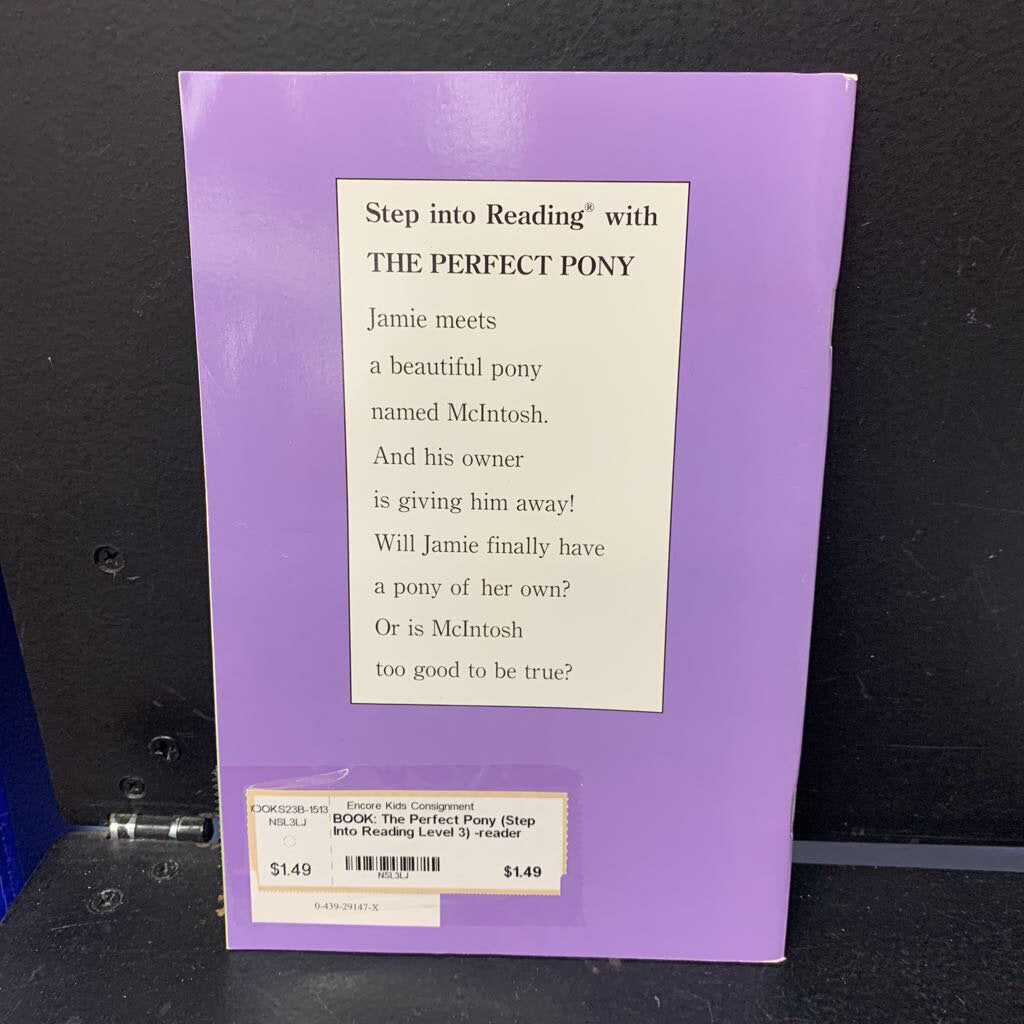 Step into Reading® with
THE PERFECT PONY
Jamie meets
a beautiful pony
named McIntosh.
And his owner
is giving him away!
Will Jamie finally have
a pony of her own?
Or is McIntosh
too good to be true?
OOKS23B-1513
NSL3LJ
$1.49
Encore Kids Consignment
BOOK: The Perfect Pony (Step
Into Reading Level 3) -reader
NSL3LJ
$1.49
0-439-29147-X